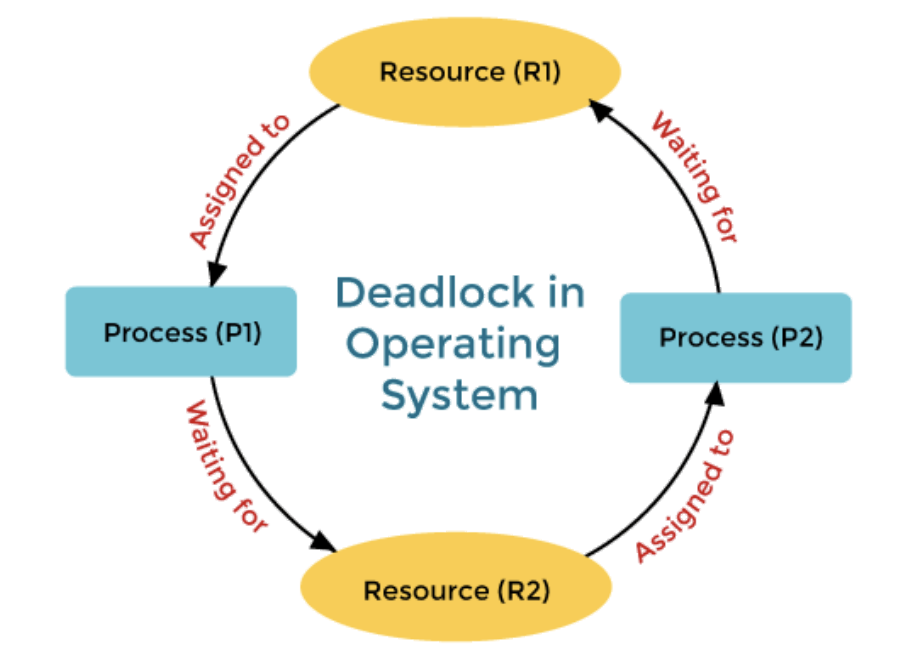 Resource (R1)
Assigned to
Waiting for
Process (P1)
Deadlock in
Operating
System
Process (P2)
Waiting for
Assigned to
Resource (R2)